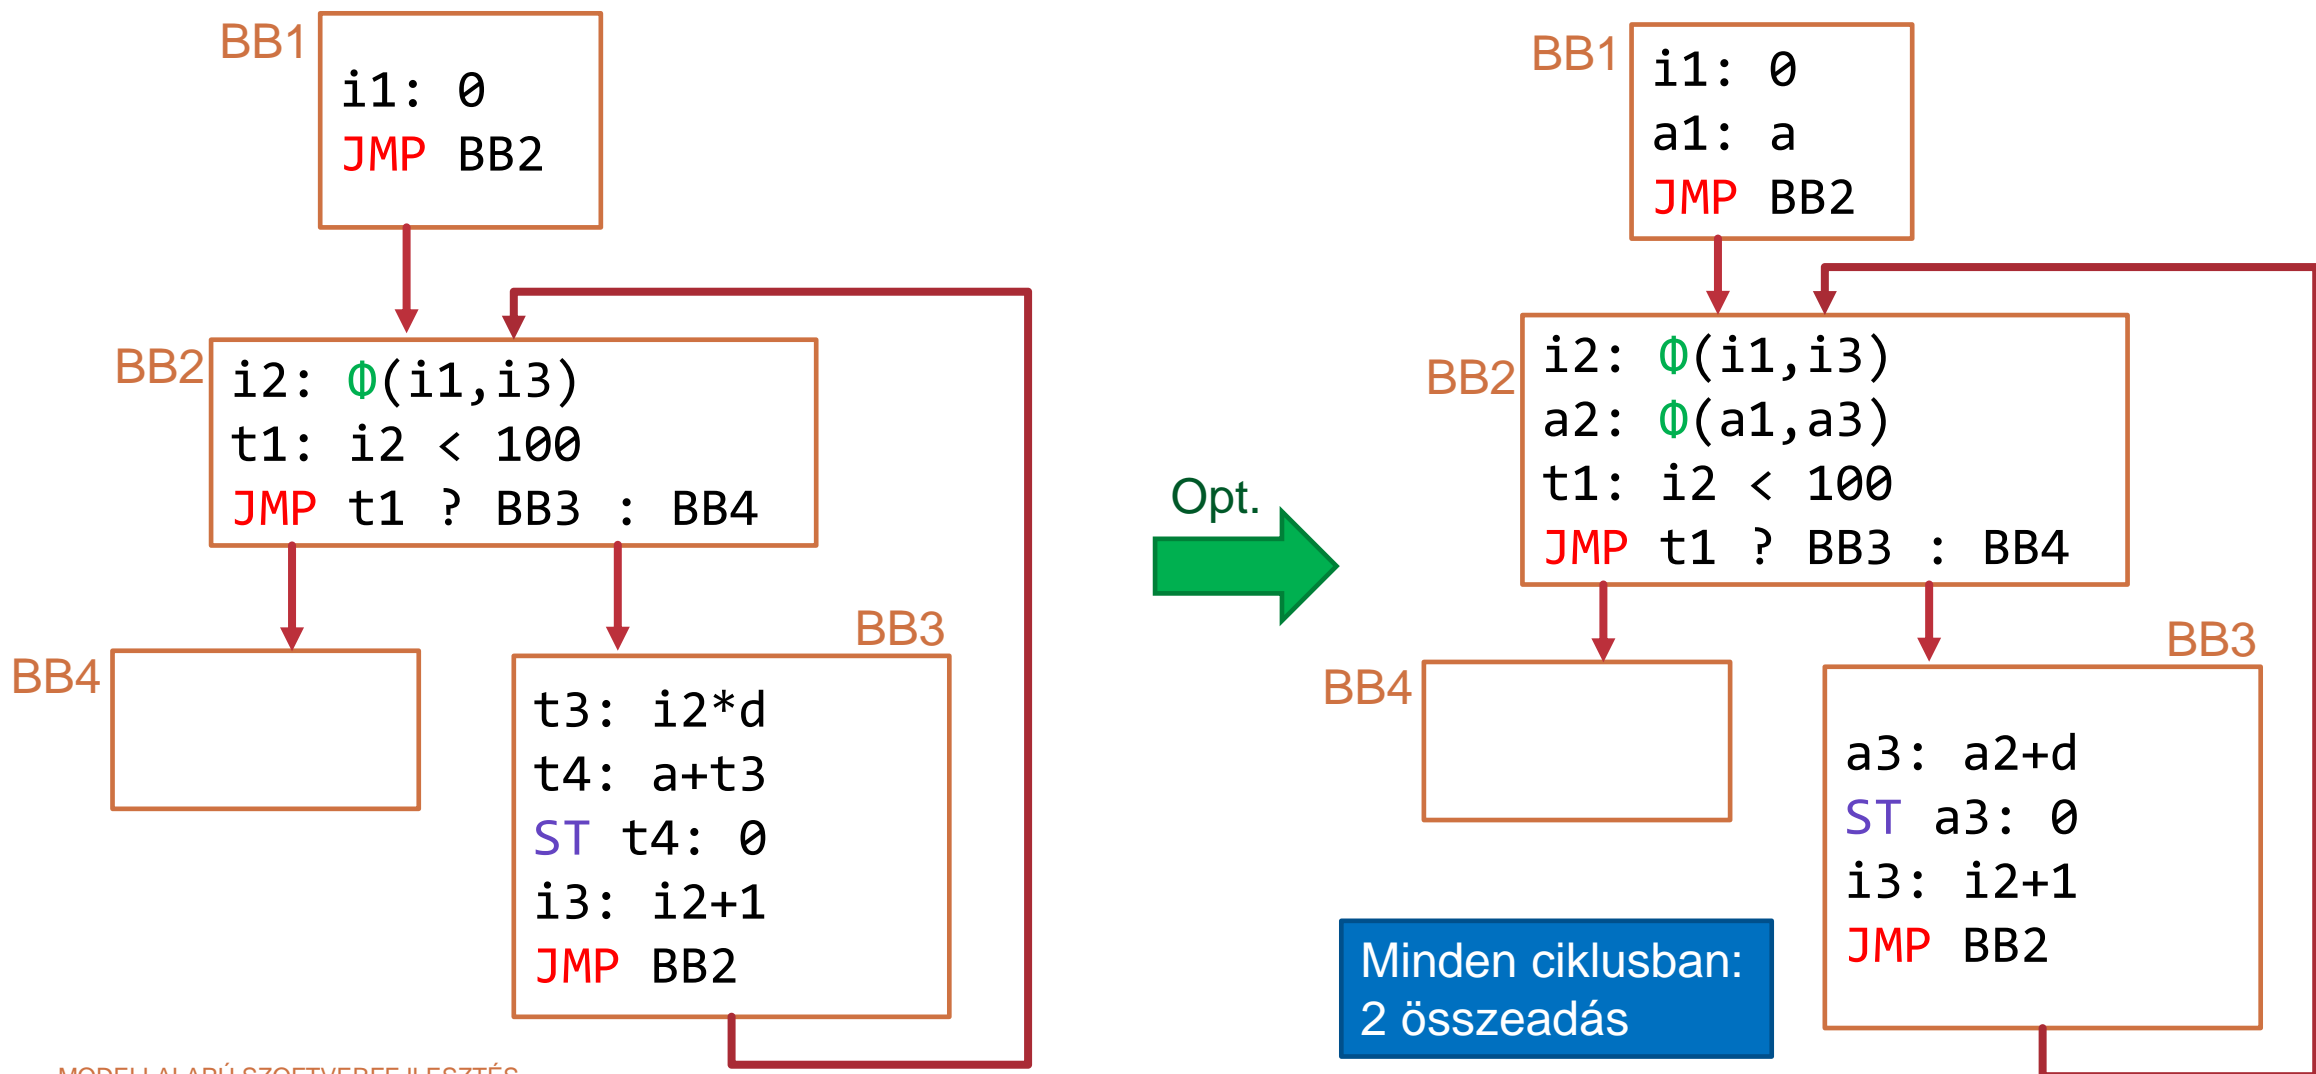 BB1
i1: 0
JMP BB2
BB2
i2: Φ(i1,i3)
t1: i2 < 100
JMP t1 ? BB3 : BB4
BB4
BB3
t3: i2*d
t4: a+t3
ST t4: 0
i3: i2+1
JMP BB2
Opt.
BB1
i1: 0
a1: a
JMP BB2
BB2
i2: Φ(i1,i3)
a2: Φ(a1,a3)
t1: i2 < 100
JMP t1 ? BB3 : BB4
BB4
BB3
a3: a2+d
ST a3: 0
i3: i2+1
JMP BB2
Minden ciklusban:
2 összeadás
MODELLALAPÚ SZOFTVERFEJLESZTÉS